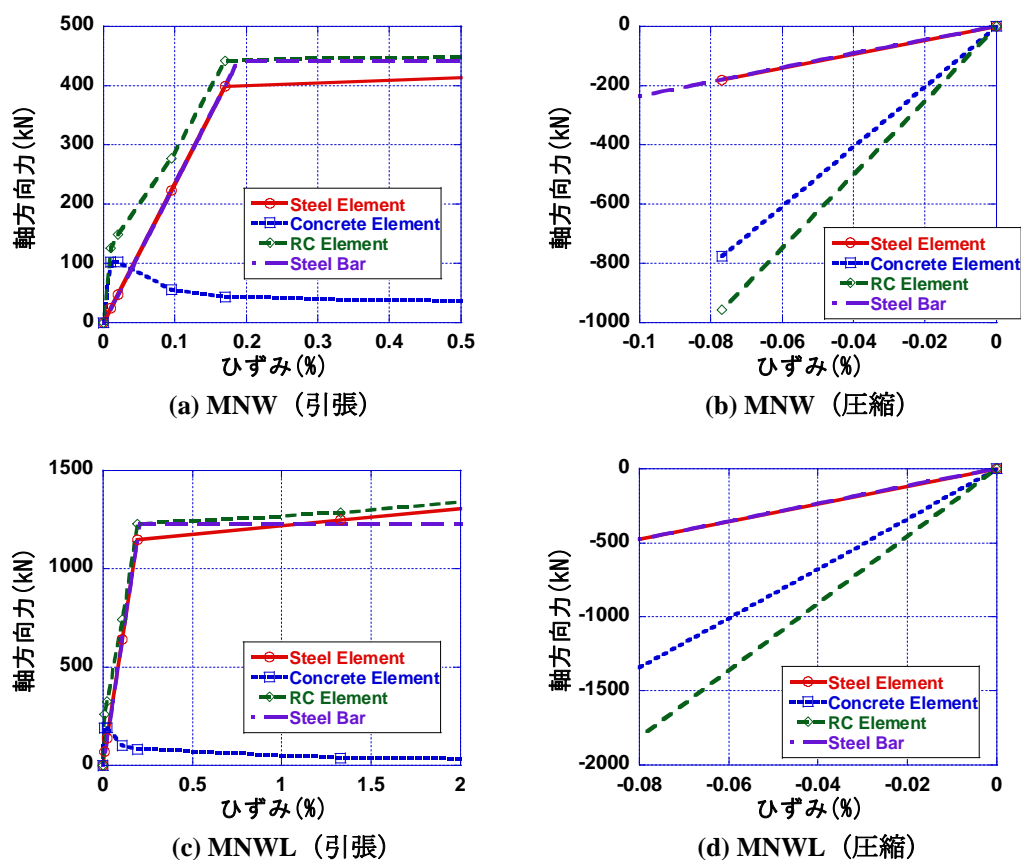 500
400
300
200
100
0
0 0.1 0.2 0.3 0.4 0.5
軸方向力(kN)
ひずみ(%)
Steel Element
Concrete Element
RC Element
Steel Bar
(a) MNW（引張）
0
-200
-400
-600
-800
-1000
-0.1 -0.08 -0.06 -0.04 -0.02 0
軸方向力(kN)
ひずみ(%)
Steel Element
Concrete Element
RC Element
Steel Bar
(b) MNW（圧縮）
1500
1000
500
0
0 0.5 1 1.5 2
軸方向力(kN)
ひずみ(%)
Steel Element
Concrete Element
RC Element
Steel Bar
(c) MNWL（引張）
0
-500
-1000
-1500
-2000
-0.08 -0.06 -0.04 -0.02 0
軸方向力(kN)
ひずみ(%)
Steel Element
Concrete Element
RC Element
Steel Bar
(d) MNWL（圧縮）